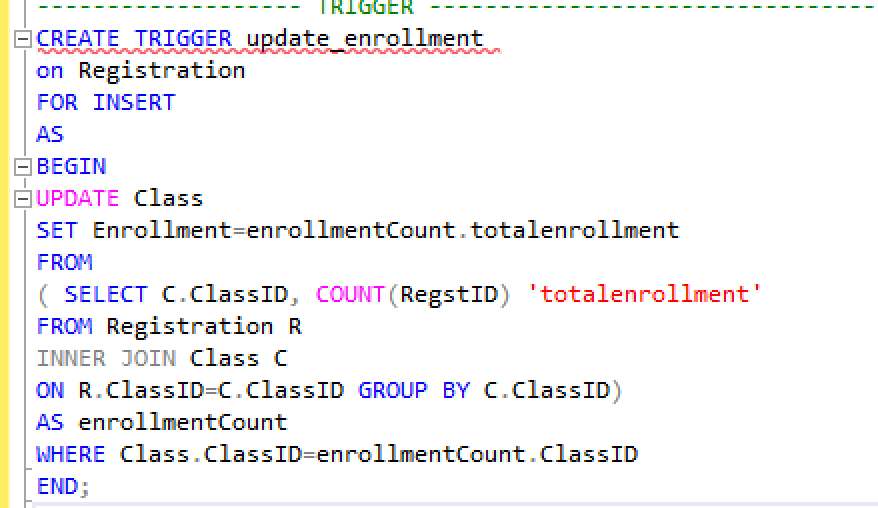 ------------------- TRIGGER --------------------------------
CREATE TRIGGER update_enrollment
on Registration
FOR INSERT
AS
BEGIN
UPDATE Class
SET Enrollment=enrollmentCount.totalenrollment
FROM
( SELECT C.ClassID, COUNT(RegstID) 'totalenrollment'
FROM Registration R
INNER JOIN Class C
ON R.ClassID=C.ClassID GROUP BY C.ClassID)
AS enrollmentCount
WHERE Class.ClassID=enrollmentCount.ClassID
END;